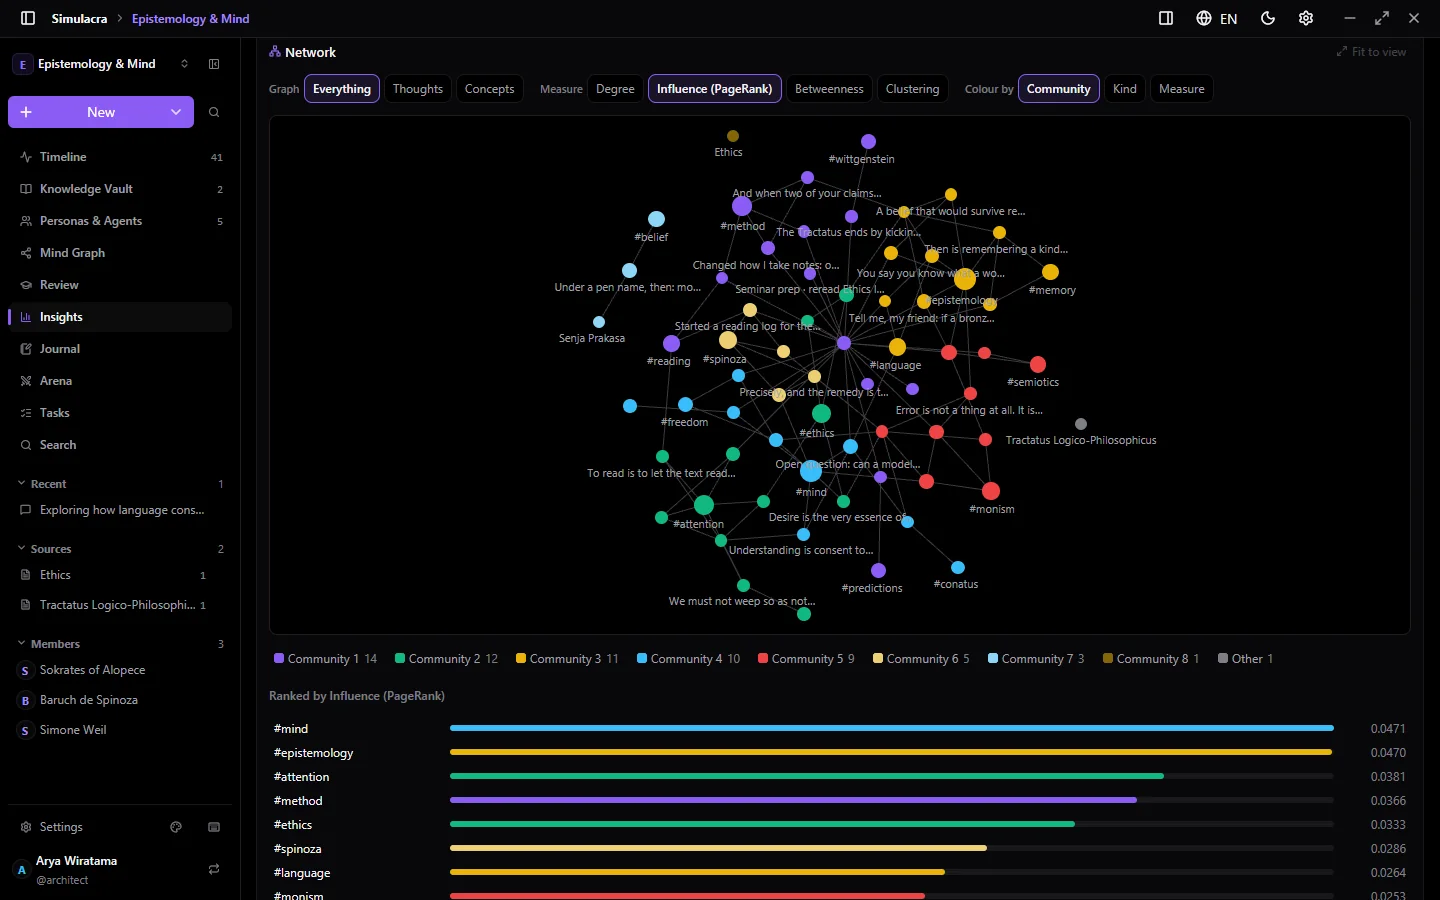 Simulacra > Epistemology & Mind
EN
E Epistemology & Mind
New
Timeline 41
Knowledge Vault 2
Personas & Agents 5
Mind Graph
Review
Insights
Journal
Arena
Tasks
Search
Recent 1
Exploring how language cons...
Sources 2
Ethics 1
Tractatus Logico-Philosophi... 1
Members 3
S Sokrates of Alopece
B Baruch de Spinoza
S Simone Weil
Settings
A Arya Wiratama
@architect
Network
Fit to view
Graph Everything Thoughts Concepts Measure Degree Influence (PageRank) Betweenness Clustering Colour by Community Kind Measure
Ethics
#wittgenstein
And when two of your claims...
A belief that would survive re...
#method
The Tractatus ends by kickin...
#belief
Then is remembering a kind...
Changed how I take notes: o...
You say you know what a wo...
Under a pen name, then: mo...
Seminar prep · reread Ethics I...
#memory
#epistemology
Tell me, my friend: if a bronz...
Started a reading log for the...
Senja Prakasa
#reading
#spinoza
#language
#semiotics
Precisely, and the remedy is t...
Error is not a thing at all. It is...
#freedom
#ethics
Tractatus Logico-Philosophicus
Open question: can a model...
To read is to let the text read...
#mind
#monism
Desire is the very essence of
#attention
Understanding is consent to...
#predictions
#conatus
We must not weep so as not...
Community 1 14 Community 2 12 Community 3 11 Community 4 10 Community 5 9 Community 6 5 Community 7 3 Community 8 1 Other 1
Ranked by Influence (PageRank)
#mind 0.0471
#epistemology 0.0470
#attention 0.0381
#method 0.0366
#ethics 0.0333
#spinoza 0.0286
#language 0.0264
#monism 0.0253